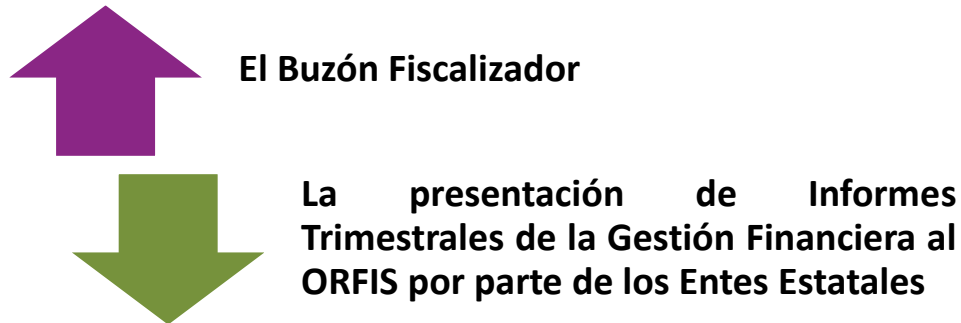 El Buzón Fiscalizador
La presentación de Informes
Trimestrales de la Gestión Financiera al
ORFIS por parte de los Entes Estatales